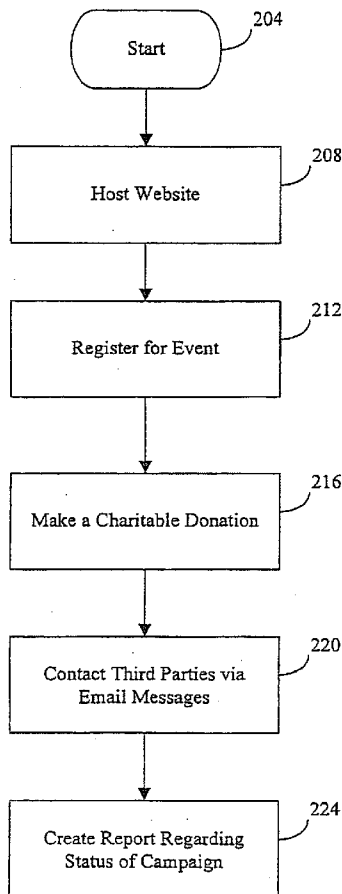 204
Start
208
Host Website
212
Register for Event
216
Make a Charitable Donation
220
Contact Third Parties via
Email Messages
224
Create Report Regarding
Status of Campaign